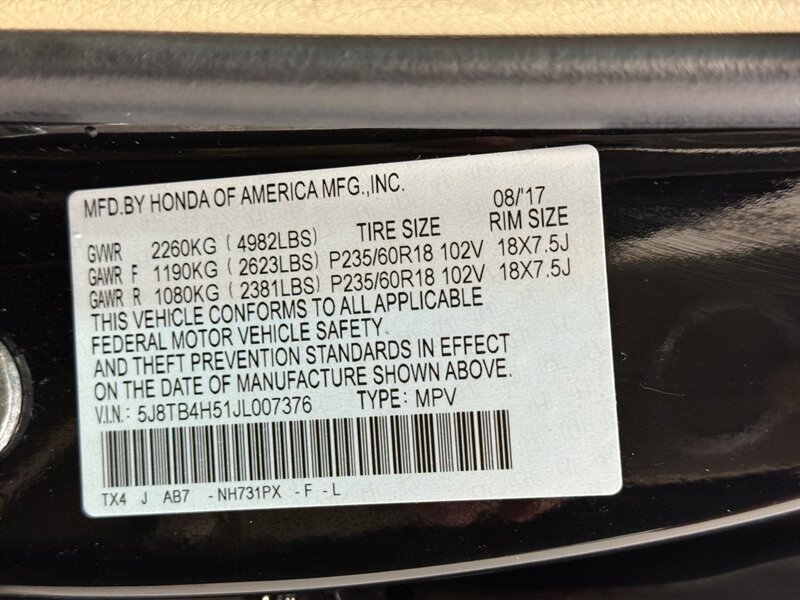 MFD.BY HONDA OF AMERICA MFG.,INC. 08/'17
TIRE SIZE RIM SIZE
GVWR 2260KG (4982LBS)
GAWR F 1190KG (2623LBS) P235/60R18 102V 18X7.5J
GAWR R 1080KG (2381LBS) P235/60R18 102V 18X7.5J
THIS VEHICLE CONFORMS TO ALL APPLICABLE
FEDERAL MOTOR VEHICLE SAFETY.
AND THEFT PREVENTION STANDARDS IN EFFECT
ON THE DATE OF MANUFACTURE SHOWN ABOVE.
V.I.N.: 5J8TB4H51JL007376 TYPE: MPV
TX4 J AB7 -NH731PX -F -L